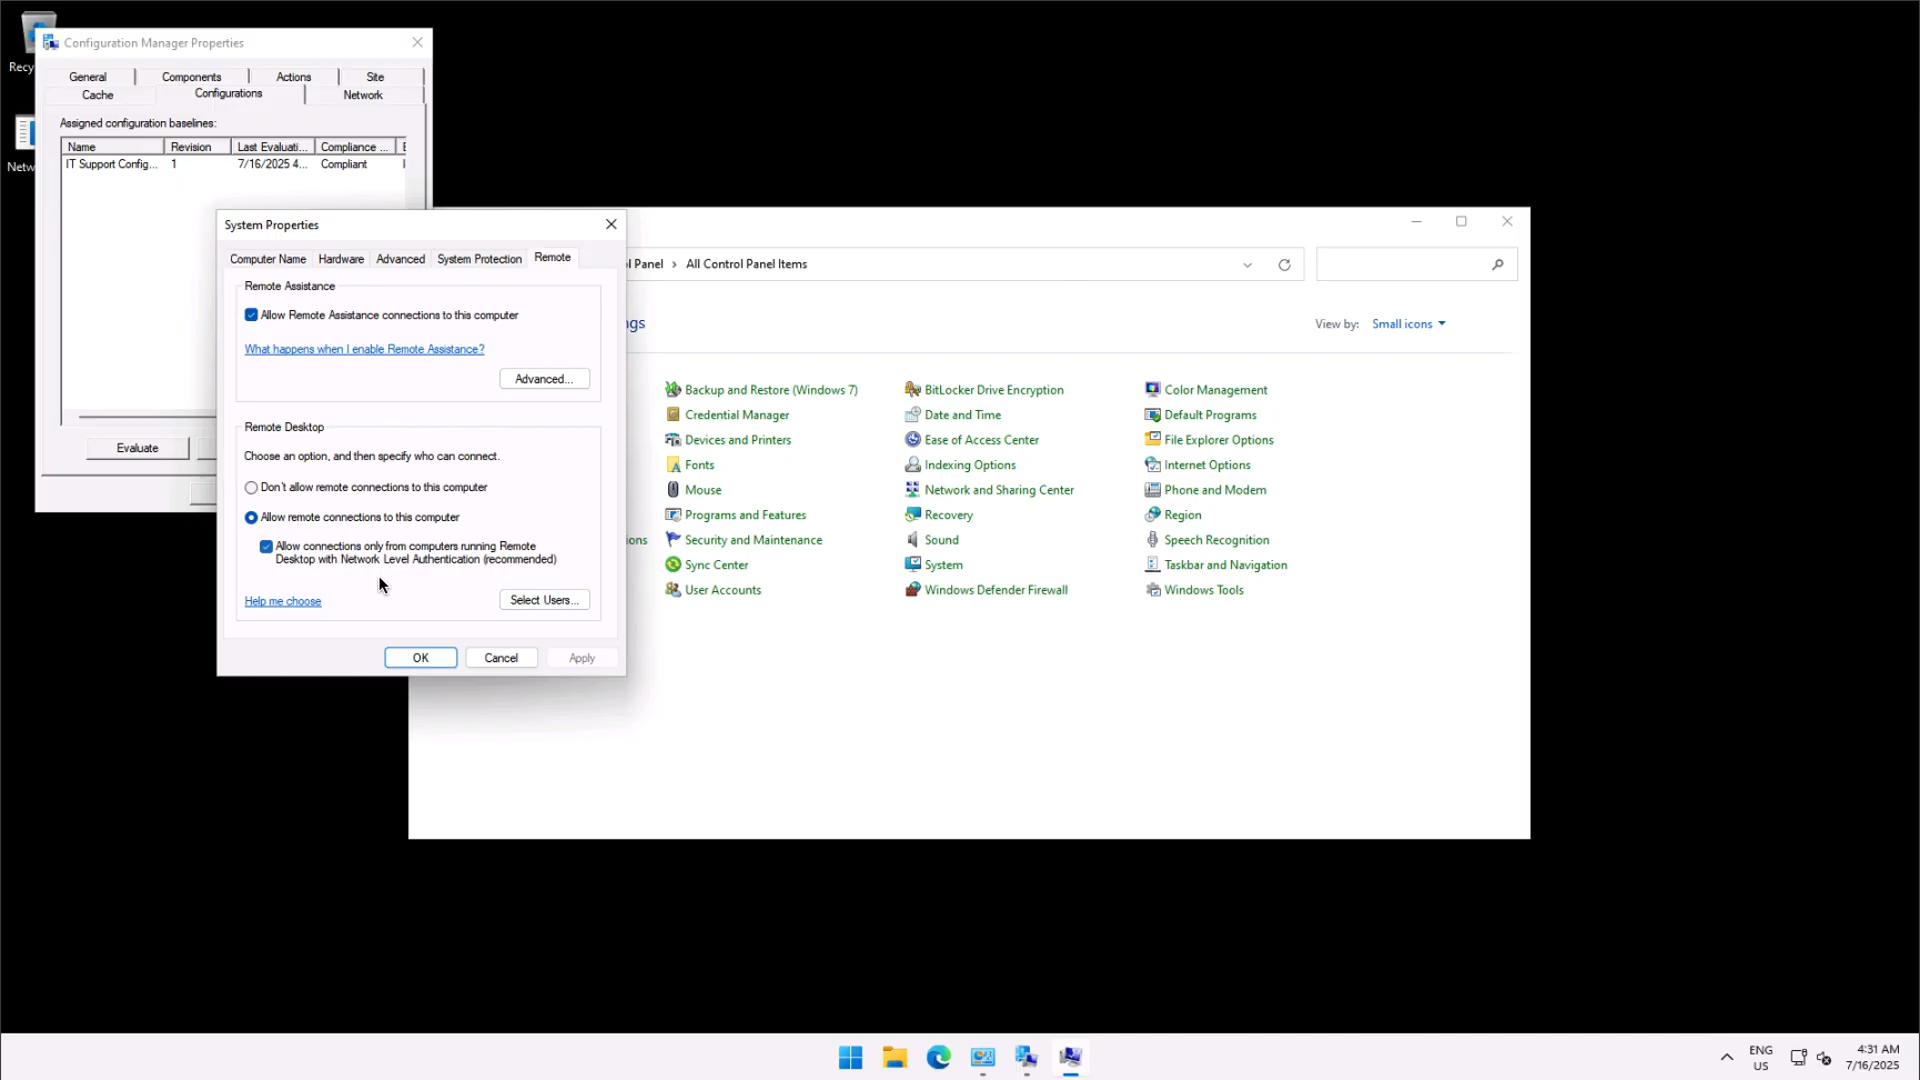 Recy
Netw
Configuration Manager Properties
General
Components
Actions
Site
Cache
Configurations
Network
Assigned configuration baselines:
Name
Revision
Last Evaluati...
Compliance ...
IT Support Config...
1
7/16/2025 4...
Compliant
Evaluate
System Properties
Computer Name
Hardware
Advanced
System Protection
Remote
Remote Assistance
Allow Remote Assistance connections to this computer
What happens when I enable Remote Assistance?
Advanced...
Remote Desktop
Choose an option, and then specify who can connect.
Don't allow remote connections to this computer
Allow remote connections to this computer
Allow connections only from computers running Remote
Desktop with Network Level Authentication (recommended)
Help me choose
Select Users...
OK
Cancel
Apply
l Panel › All Control Panel Items
ngs
View by:
Small icons
Backup and Restore (Windows 7)
BitLocker Drive Encryption
Color Management
Credential Manager
Date and Time
Default Programs
Devices and Printers
Ease of Access Center
File Explorer Options
Fonts
Indexing Options
Internet Options
Mouse
Network and Sharing Center
Phone and Modem
Programs and Features
Recovery
Region
ions
Security and Maintenance
Sound
Speech Recognition
Sync Center
System
Taskbar and Navigation
User Accounts
Windows Defender Firewall
Windows Tools
ENG
US
4:31 AM
7/16/2025